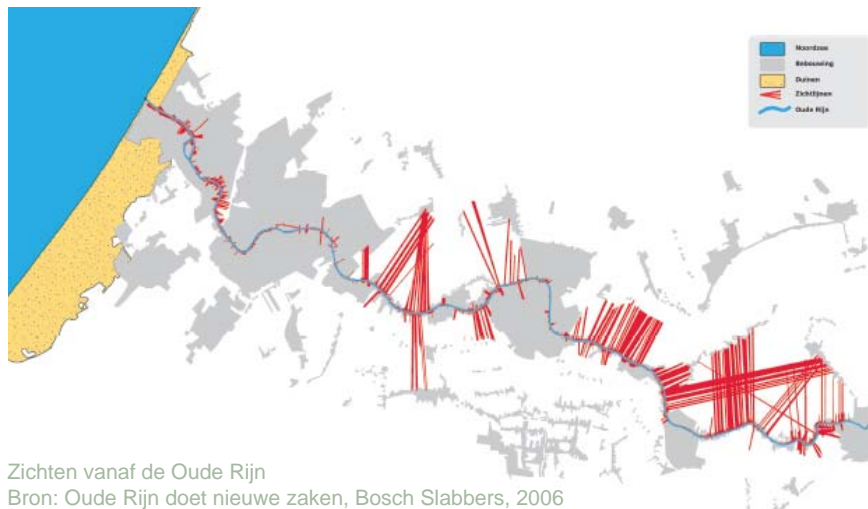 Noordzee
Bebouwing
Duinen
Zichtlijnen
Oude Rijn
Zichten vanaf de Oude Rijn
Bron: Oude Rijn doet nieuwe zaken, Bosch Slabbers, 2006